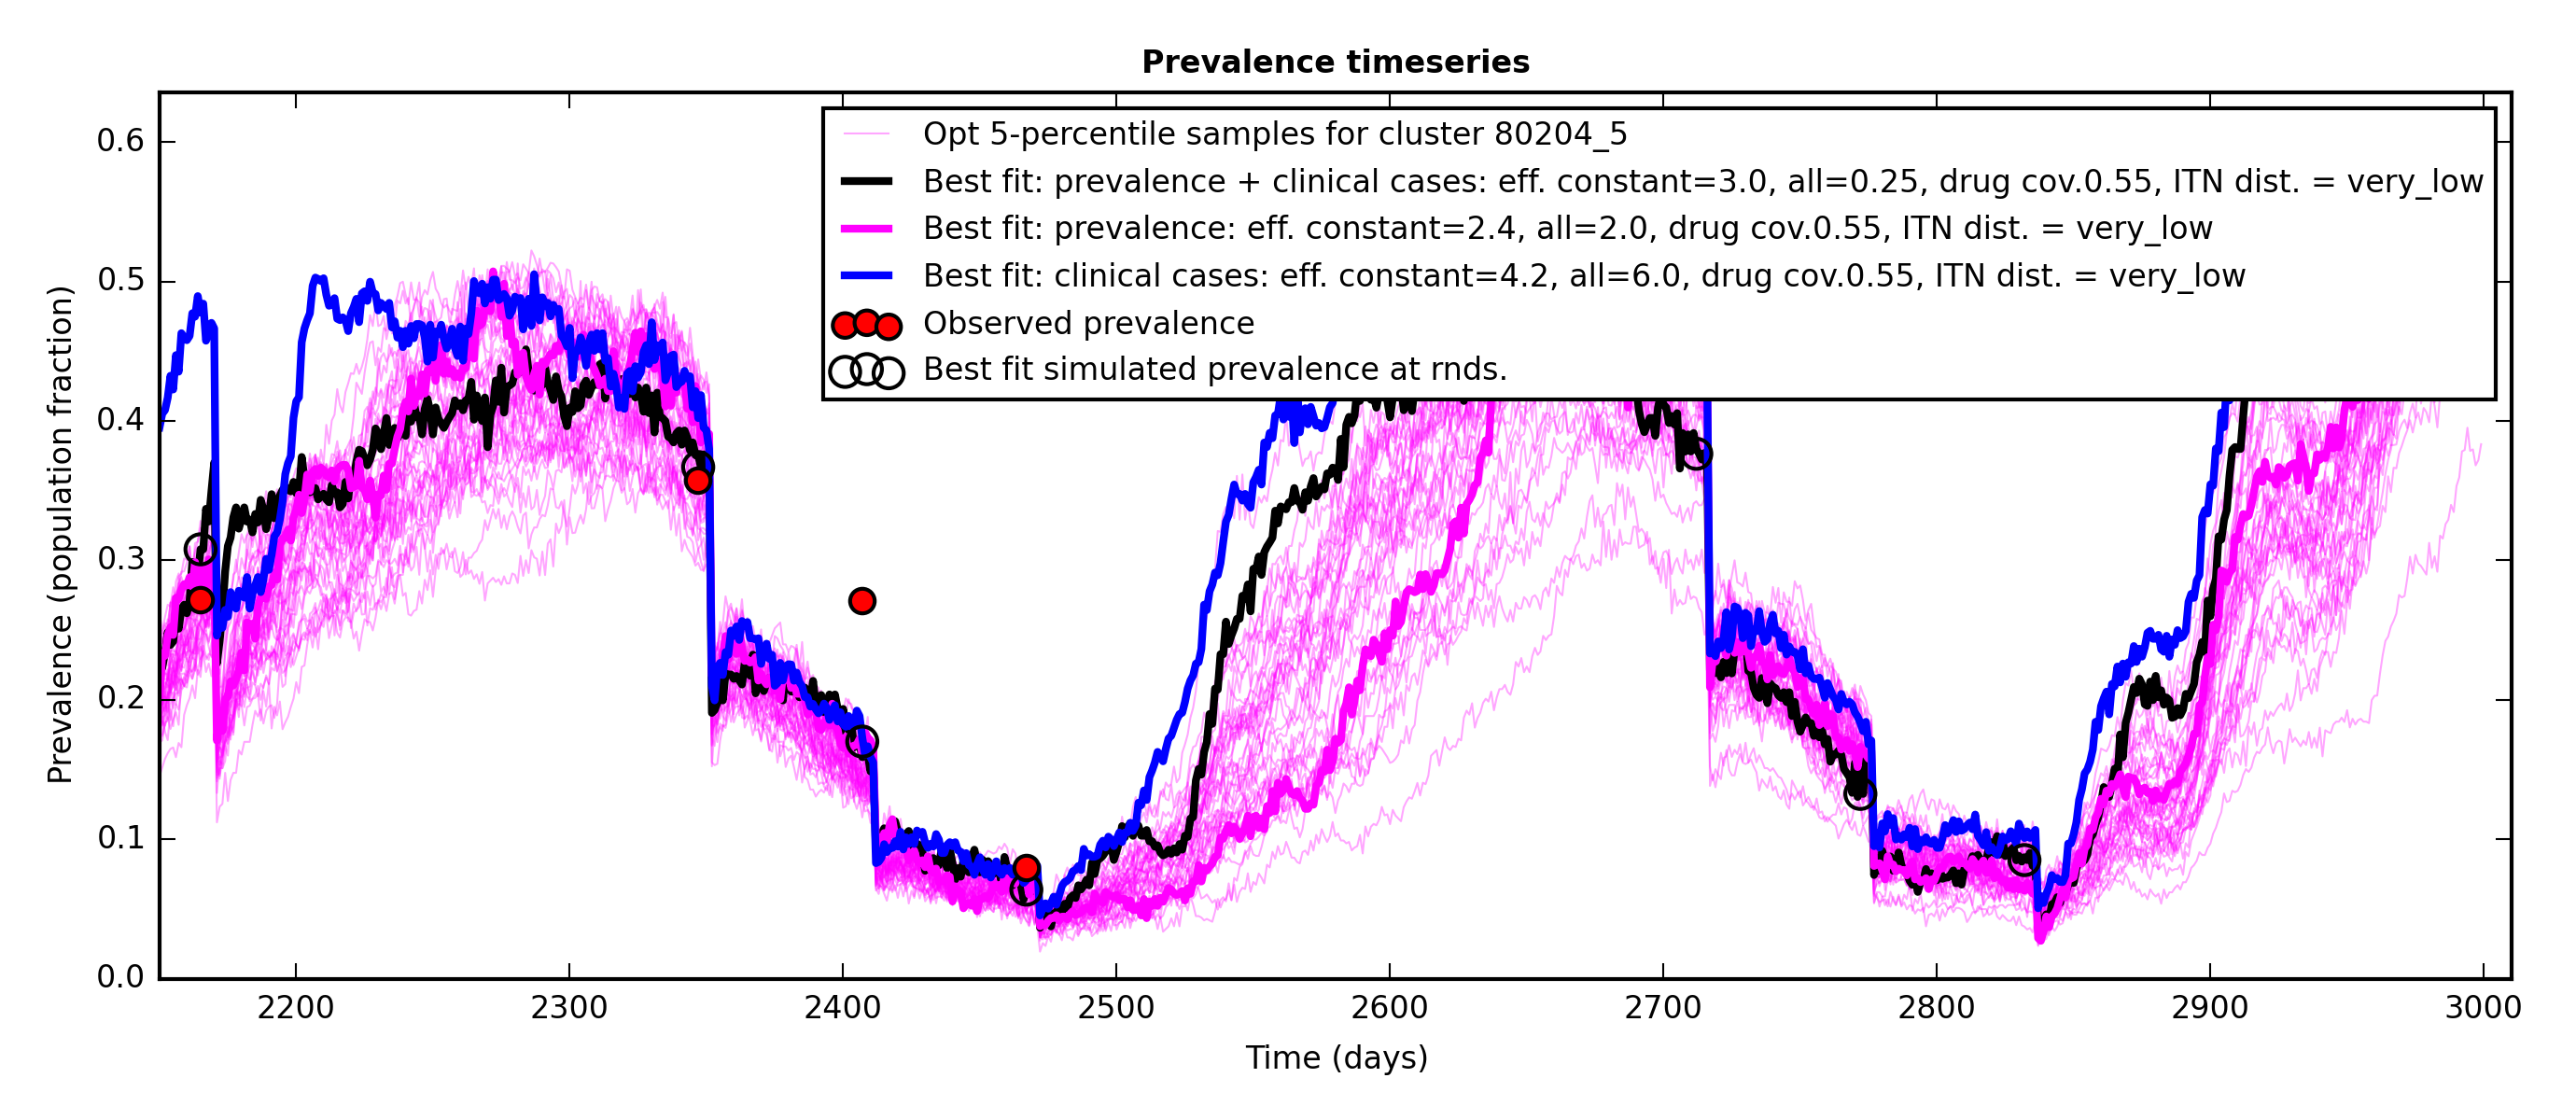 Prevalence timeseries
Opt 5-percentile samples for cluster 80204_5
Best fit: prevalence + clinical cases: eff. constant=3.0, all=0.25, drug cov.0.55, ITN dist. = very_low
Best fit: prevalence: eff. constant=2.4, all=2.0, drug cov.0.55, ITN dist. = very_low
Best fit: clinical cases: eff. constant=4.2, all=6.0, drug cov.0.55, ITN dist. = very_low
Observed prevalence
Best fit simulated prevalence at rnds.
Prevalence (population fraction)
0.6
0.5
0.4
0.3
0.2
0.1
0.0
2200 2300 2400 2500 2600 2700 2800 2900 3000
Time (days)